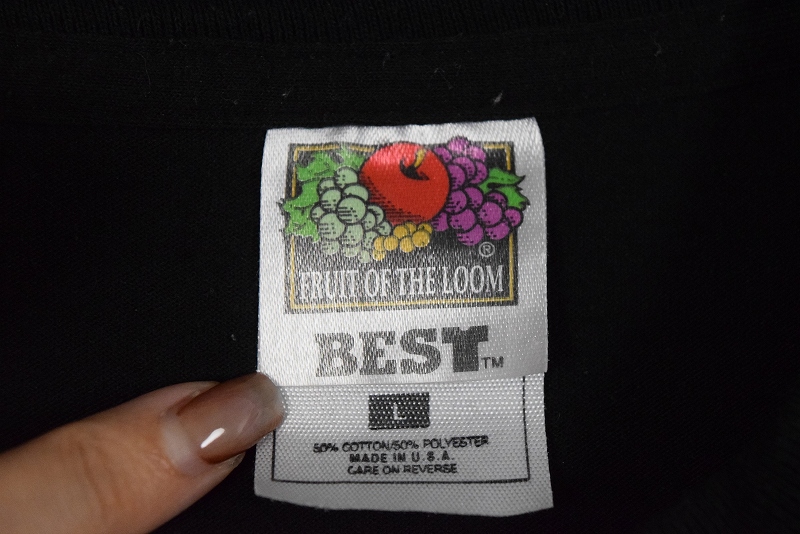 ®
FRUIT OF THE LOOM
BEST™
L
50% COTTON/50% POLYESTER
MADE IN U.S.A.
CARE ON REVERSE